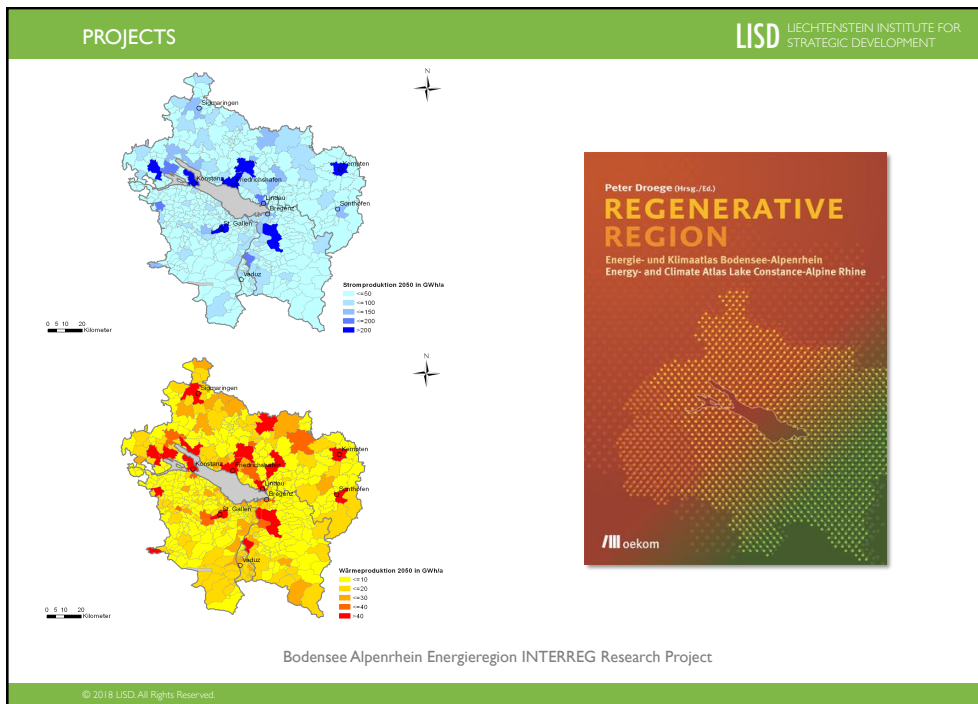 PROJECTS
LISD LIECHTENSTEIN INSTITUTE FOR
STRATEGIC DEVELOPMENT
N
Sigmaringen
Kempten
Konstanz
Friedrichshafen
Lindau
Sonthofen
Bregenz
St. Gallen
Vaduz
Stromproduktion 2050 in GWh/a
<=50
<=100
<=150
<=200
>200
0 5 10 20
Kilometer
N
Sigmaringen
Kempten
Konstanz
Friedrichshafen
Lindau
Sonthofen
Bregenz
St. Gallen
Vaduz
Wärmeproduktion 2050 in GWh/a
<=10
<=20
<=30
<=40
>40
0 5 10 20
Kilometer
Peter Droege (Hrsg./Ed.)
REGENERATIVE
REGION
Energie- und Klimaatlas Bodensee-Alpenrhein
Energy- and Climate Atlas Lake Constance-Alpine Rhine
oekom
Bodensee Alpenrhein Energieregion INTERREG Research Project
© 2018 LISD. All Rights Reserved.